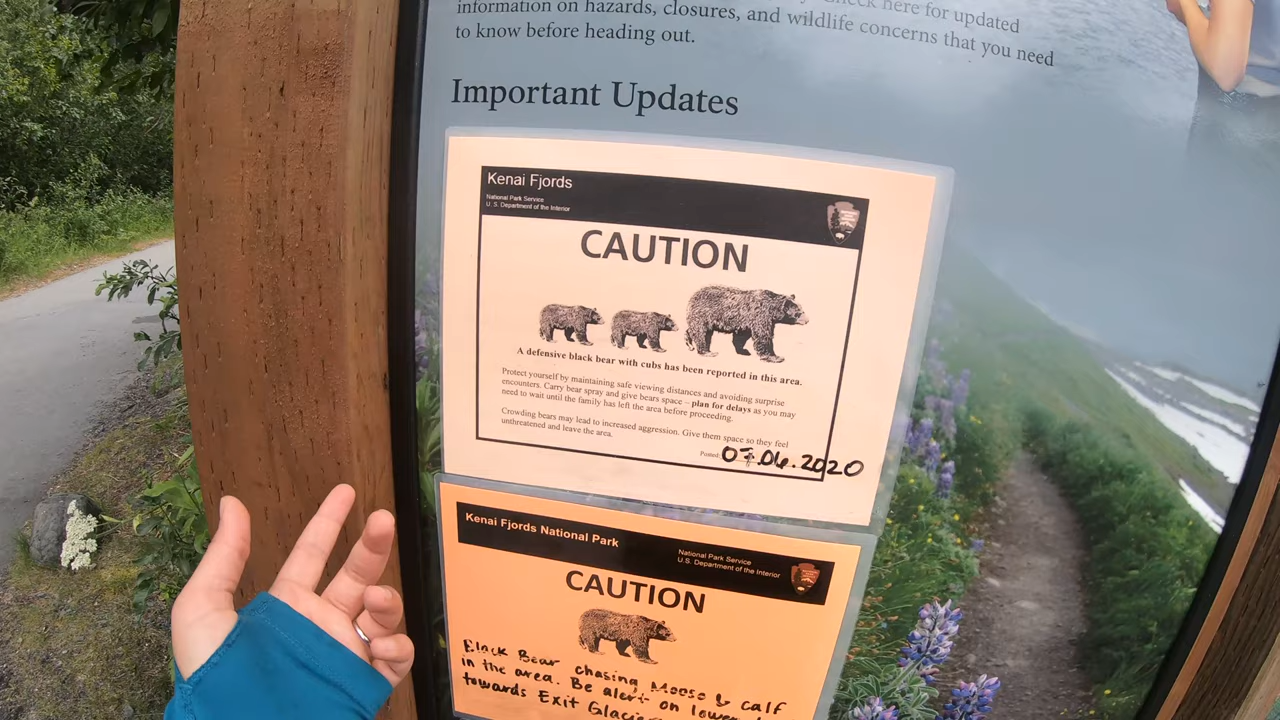 here for updated
information on hazards, closures, and wildlife concerns that you need
to know before heading out.
Important Updates
Kenai Fjords
National Park Service
U.S. Department of the Interior
CAUTION
A defensive black bear with cubs has been reported in this area.
Protect yourself by maintaining safe viewing distances and avoiding surprise
encounters. Carry bear spray and give bears space – plan for delays as you may
need to wait until the family has left the area before proceeding.
Crowding bears may lead to increased aggression. Give them space so they feel
unthreatened and leave the area.
Posted: 07.06.2020
Kenai Fjords National Park
National Park Service
U.S. Department of the Interior
CAUTION
Black Bear chasing Moose & calf
in the area. Be alert on lower
towards Exit